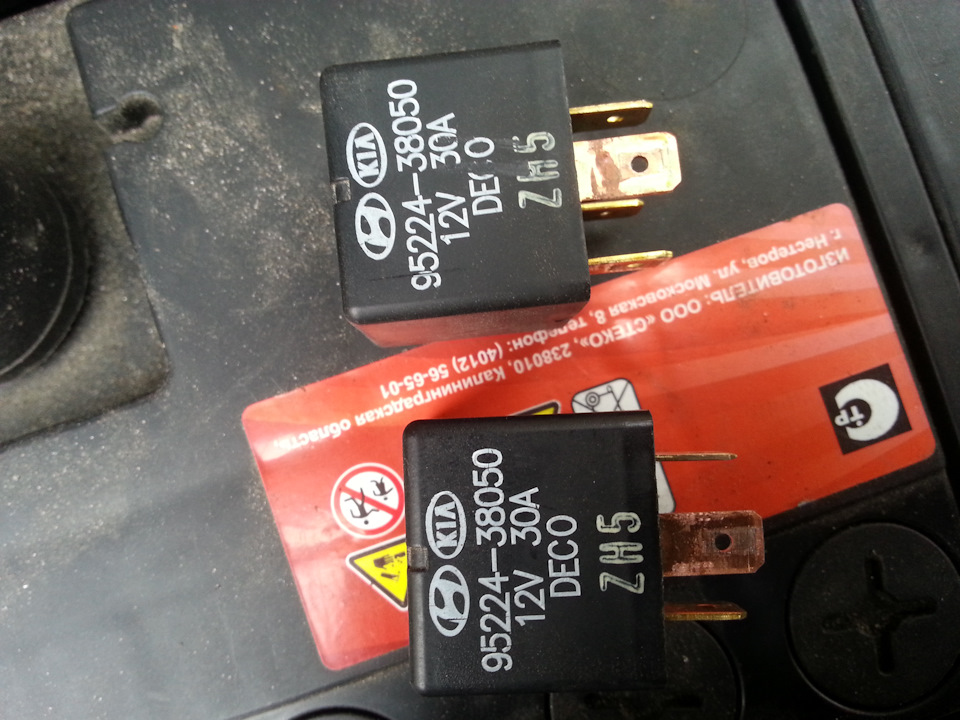 KIA
95224-38050
12V 30A
DECO
ZH5
ИЗГОТОВИТЕЛЬ: ООО «СТЕКО», 238010, Калининградская область,
г. Нестеров, ул. Московская 8, телефон: (4012) 56-65-01
СТР
KIA
95224-38050
12V 30A
DECO
ZH5